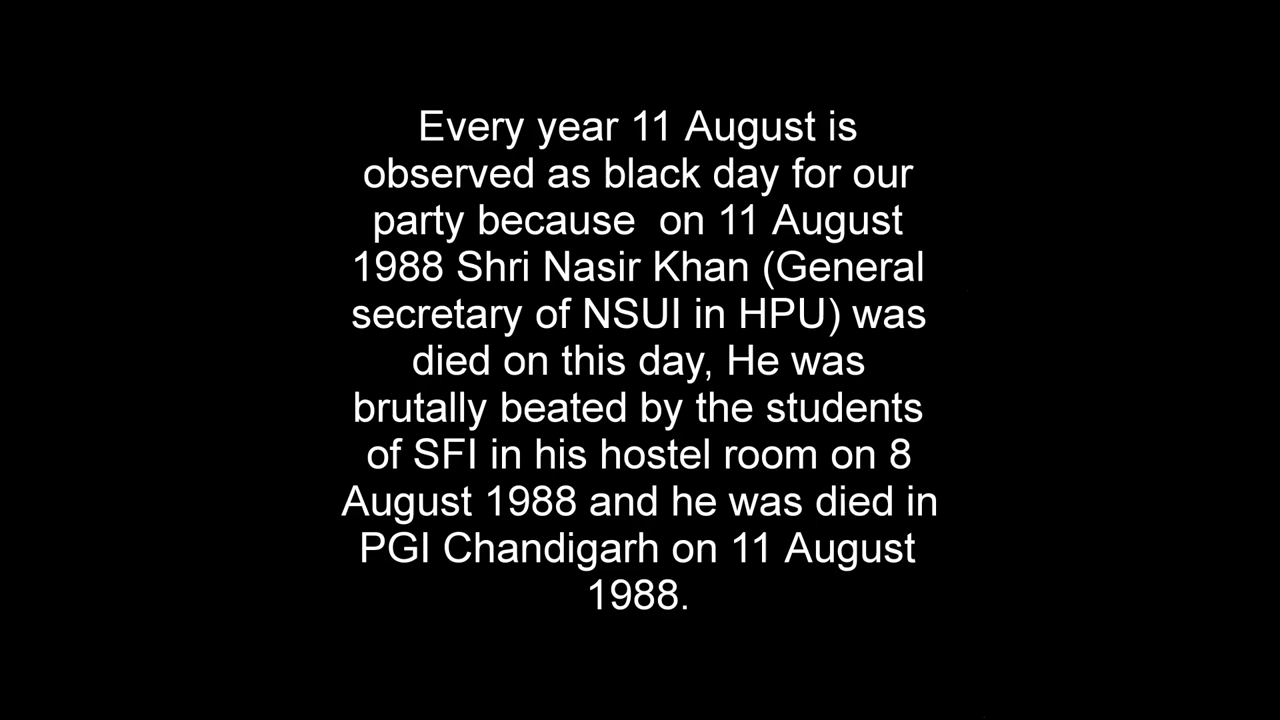 Every year 11 August is
observed as black day for our
party because  on 11 August
1988 Shri Nasir Khan (General
secretary of NSUI in HPU) was
died on this day, He was
brutally beated by the students
of SFI in his hostel room on 8
August 1988 and he was died in
PGI Chandigarh on 11 August
1988.